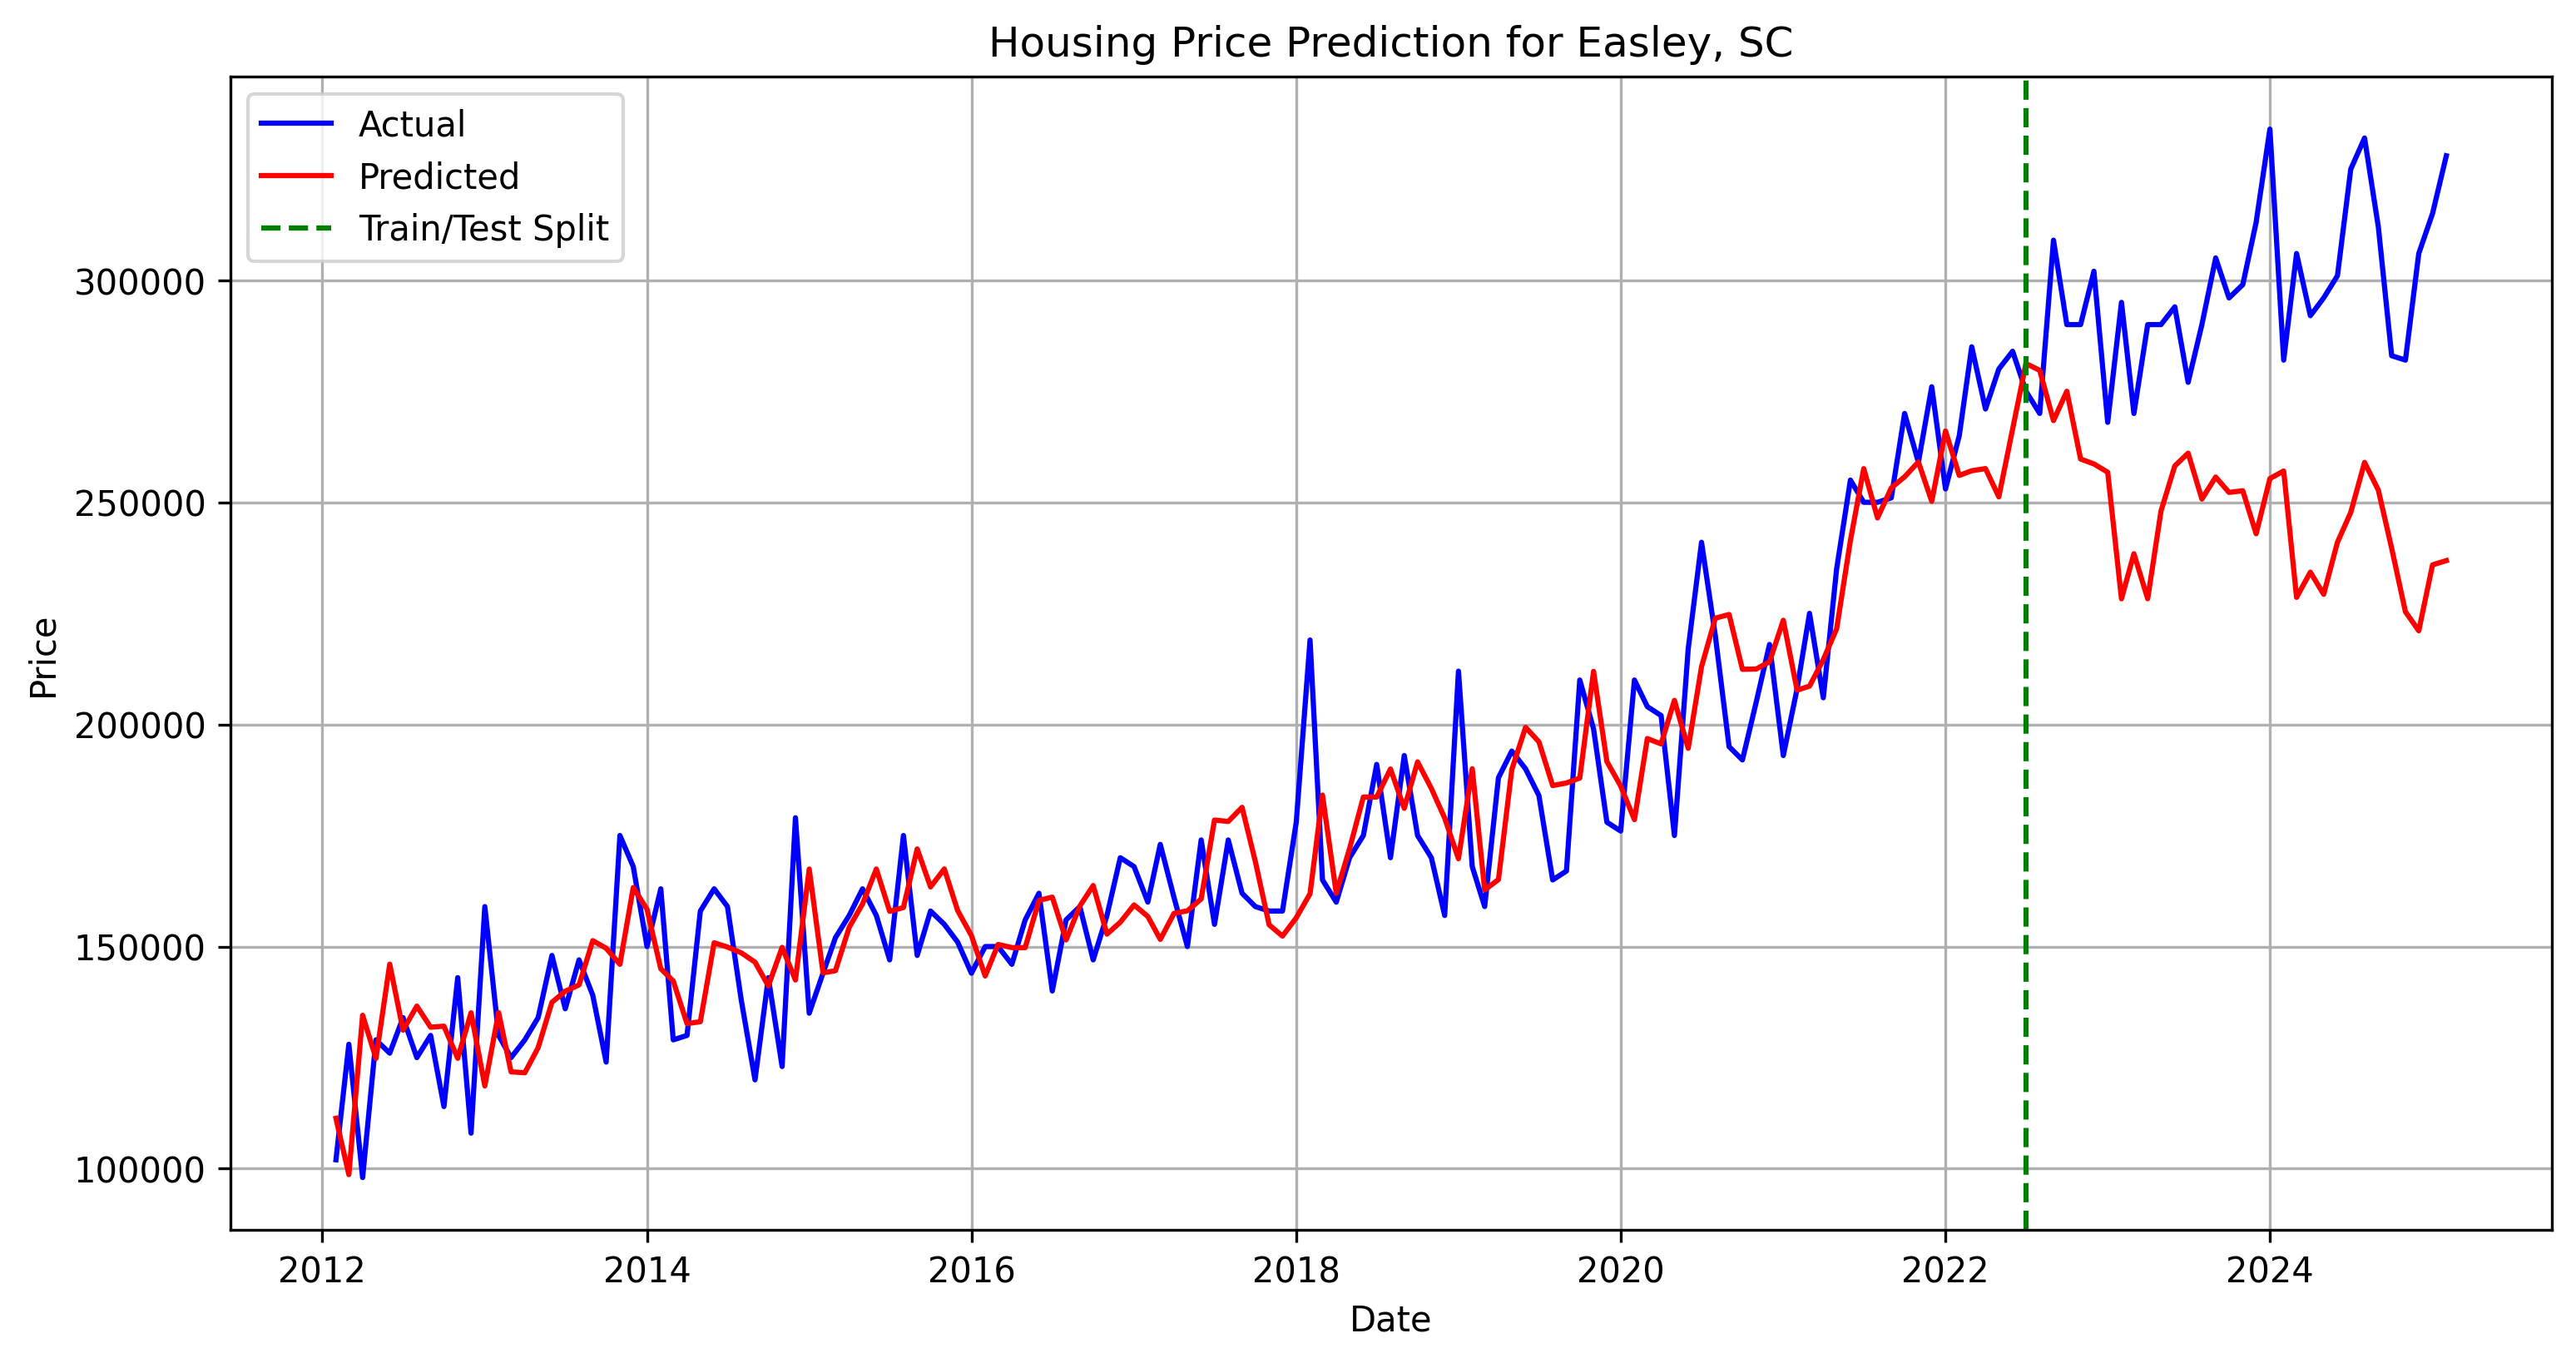 Housing Price Prediction for Easley, SC
Actual
Predicted
Train/Test Split
300000
250000
200000
150000
100000
Price
2012
2014
2016
2018
2020
2022
2024
Date